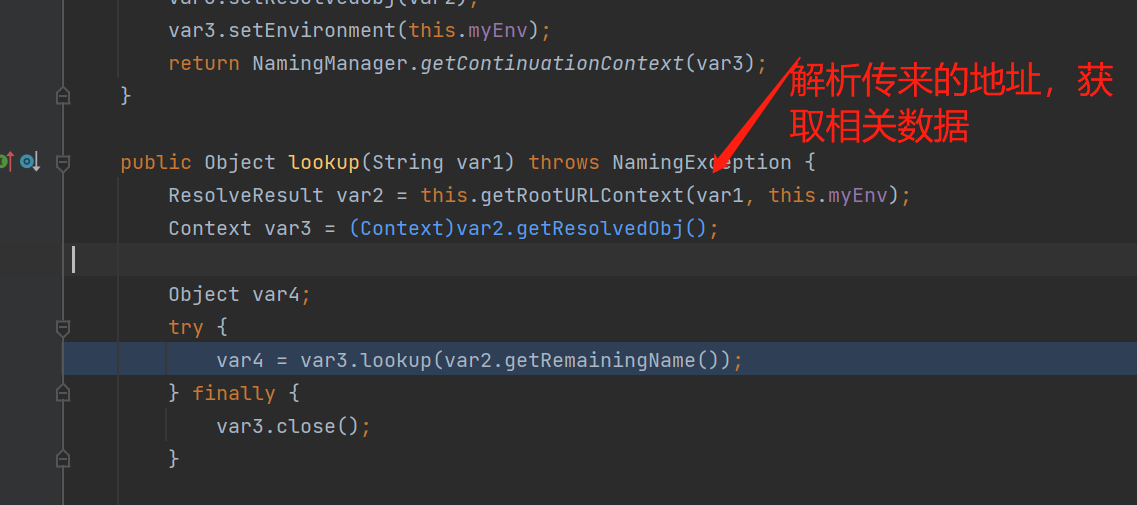 var3.setResolvedObj(var2);
var3.setEnvironment(this.myEnv);
return NamingManager.getContinuationContext(var3);
}
解析传来的地址，获
取相关数据
public Object lookup(String var1) throws NamingException {
ResolveResult var2 = this.getRootURLContext(var1, this.myEnv);
Context var3 = (Context)var2.getResolvedObj();
Object var4;
try {
var4 = var3.lookup(var2.getRemainingName());
} finally {
var3.close();
}